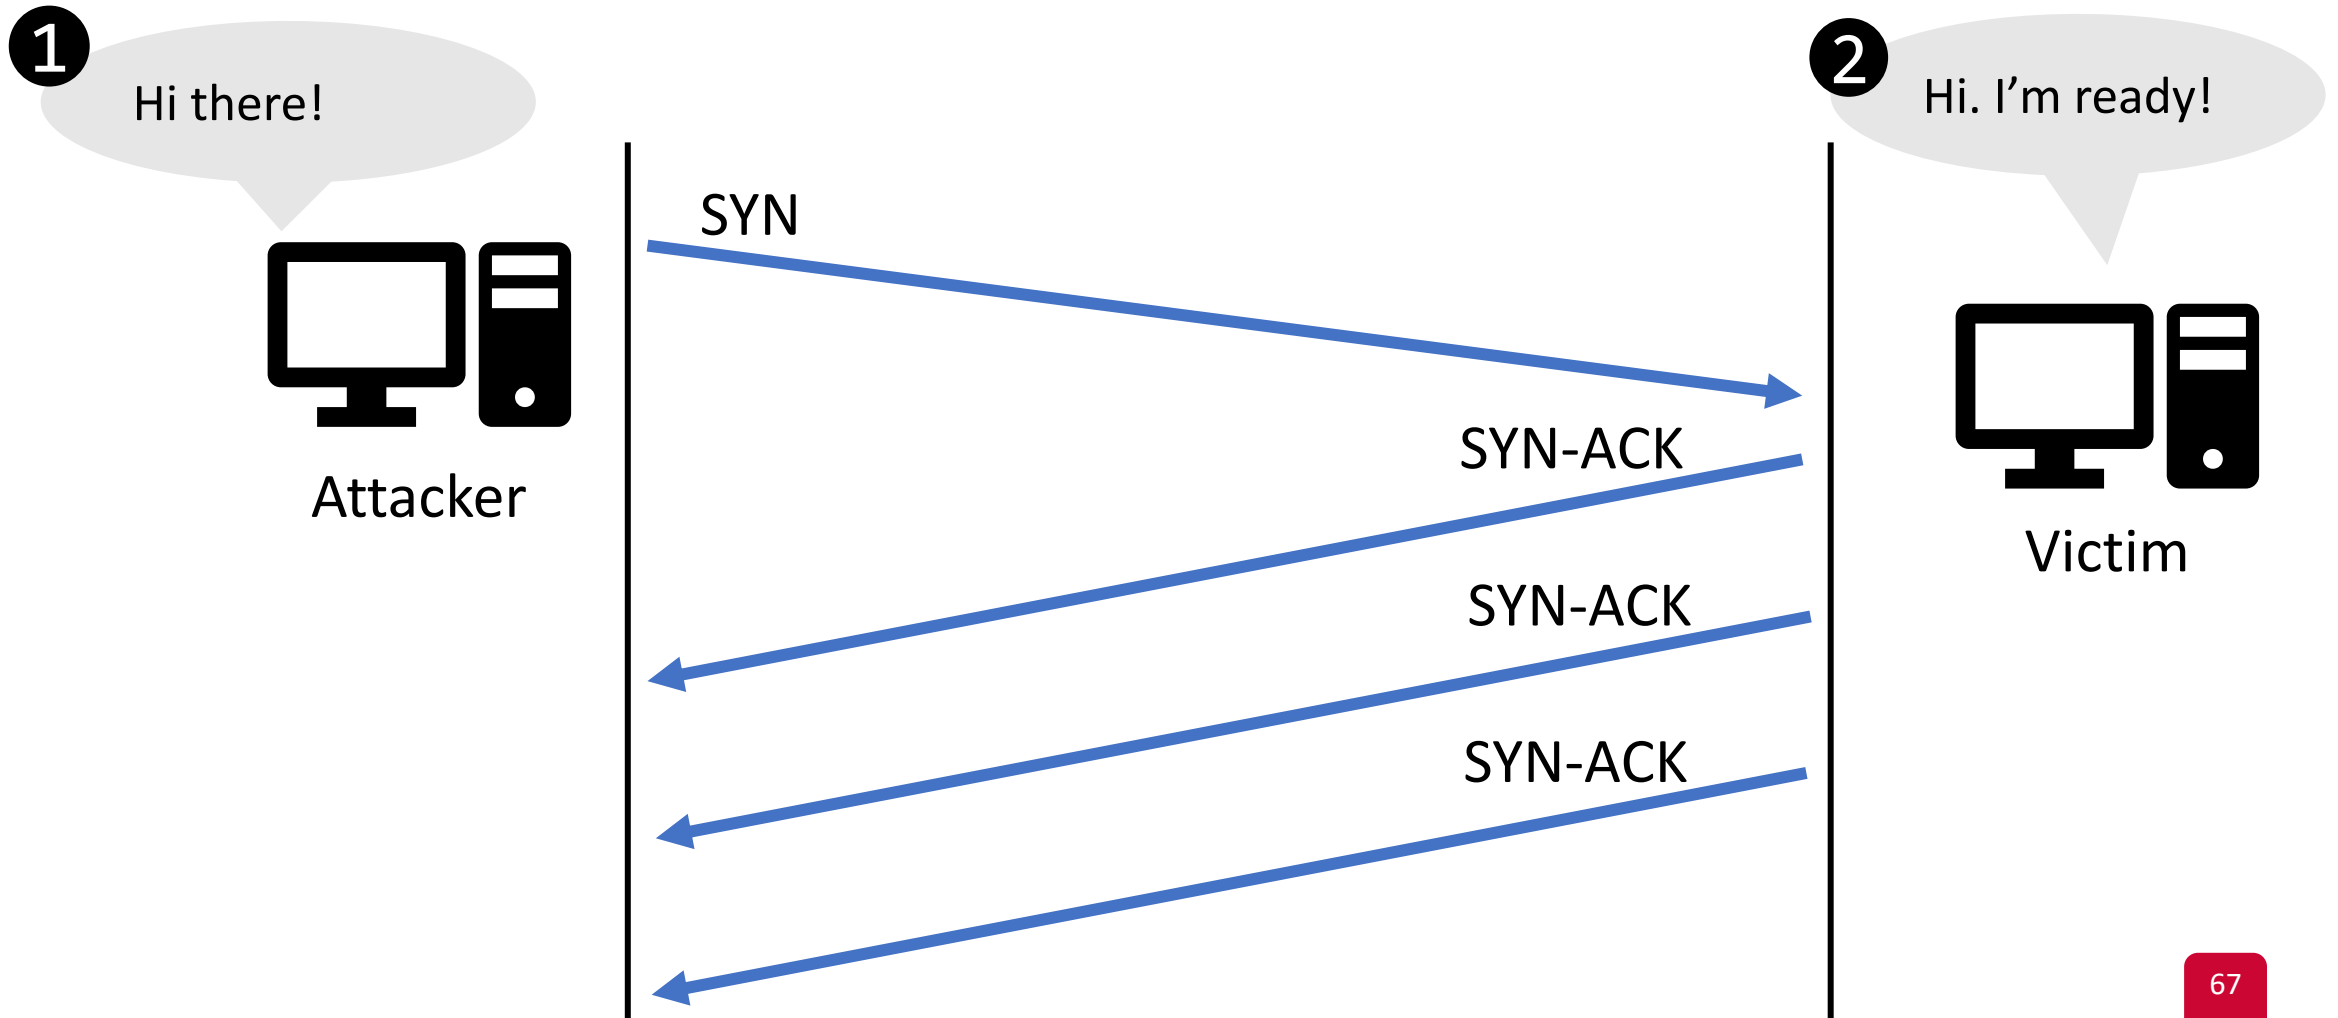 1
Hi there!
2
Hi. I’m ready!
SYN
SYN-ACK
Attacker
Victim
SYN-ACK
SYN-ACK
67